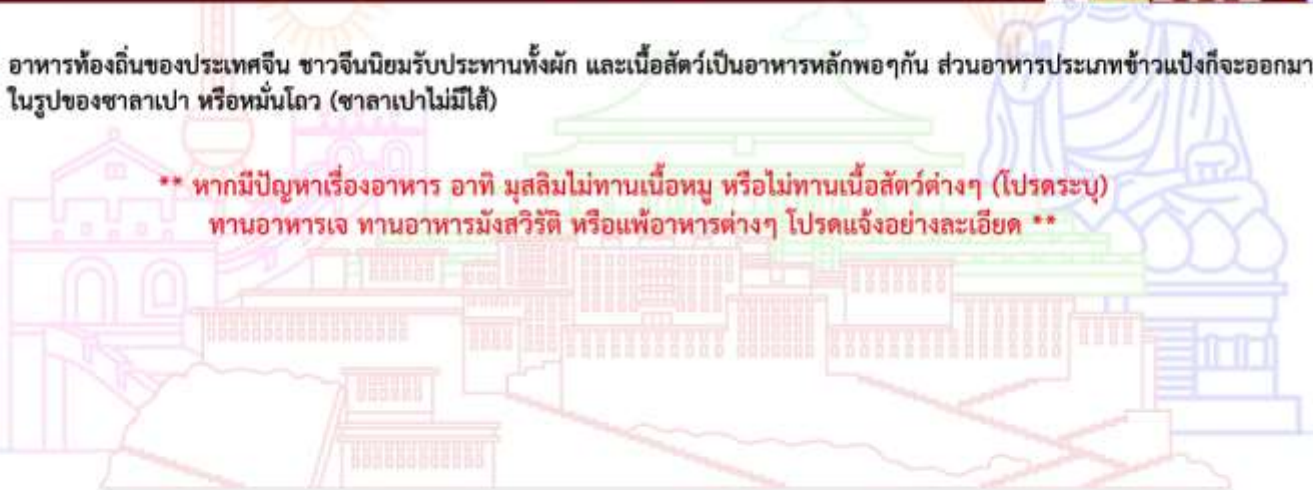 อาหารท้องถิ่นของประเทศจีน ชาวจีนนิยมรับประทานทั้งผัก และเนื้อสัตว์เป็นอาหารหลักพอๆกัน ส่วนอาหารประเภทข้าวแป้งก็จะออกมา
ในรูปของซาลาเปา หรือหมั่นโถว (ซาลาเปาไม่มีไส้)
** หากมีปัญหาเรื่องอาหาร อาทิ มุสลิมไม่ทานเนื้อหมู หรือไม่ทานเนื้อสัตว์ต่างๆ (โปรดระบุ)
ทานอาหารเจ ทานอาหารมังสวิรัติ หรือแพ้อาหารต่างๆ โปรดแจ้งอย่างละเอียด **